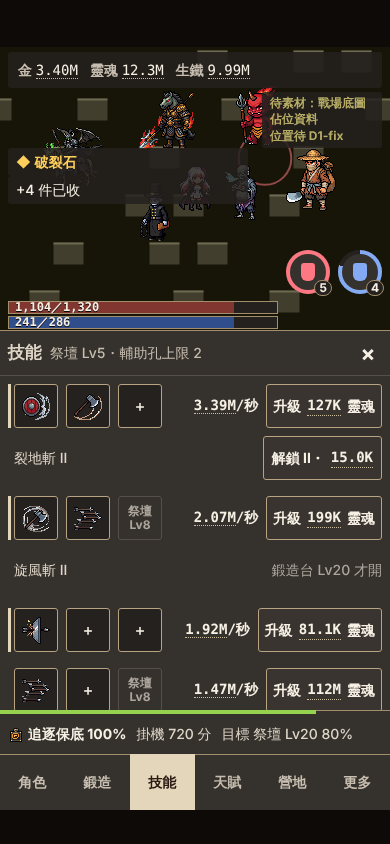 金 3.40M 靈魂 12.3M 生鐵 9.99M
待素材：戰場底圖
佔位資料
位置待 D1-fix
◆ 破裂石
+4 件已收
5
4
1,104／1,320
241／286
技能 祭壇 Lv5・輔助孔上限 2 ×
+ 3.39M/秒 升級 127K 靈魂
裂地斬 II 解鎖 II・ 15.0K
祭壇 Lv8 2.07M/秒 升級 199K 靈魂
旋風斬 II 鍛造台 Lv20 才開
+ + 1.92M/秒 升級 81.1K 靈魂
+ 祭壇 Lv8 1.47M/秒 升級 112M 靈魂
追逐保底 100% 掛機 720 分 目標 祭壇 Lv20 80%
角色 鍛造 技能 天賦 營地 更多